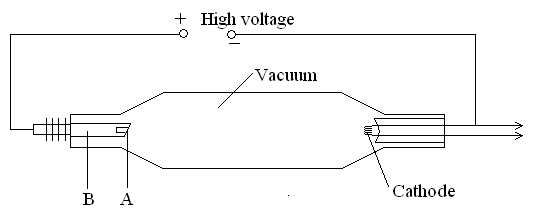 + High voltage
−
Vacuum
B
A
Cathode